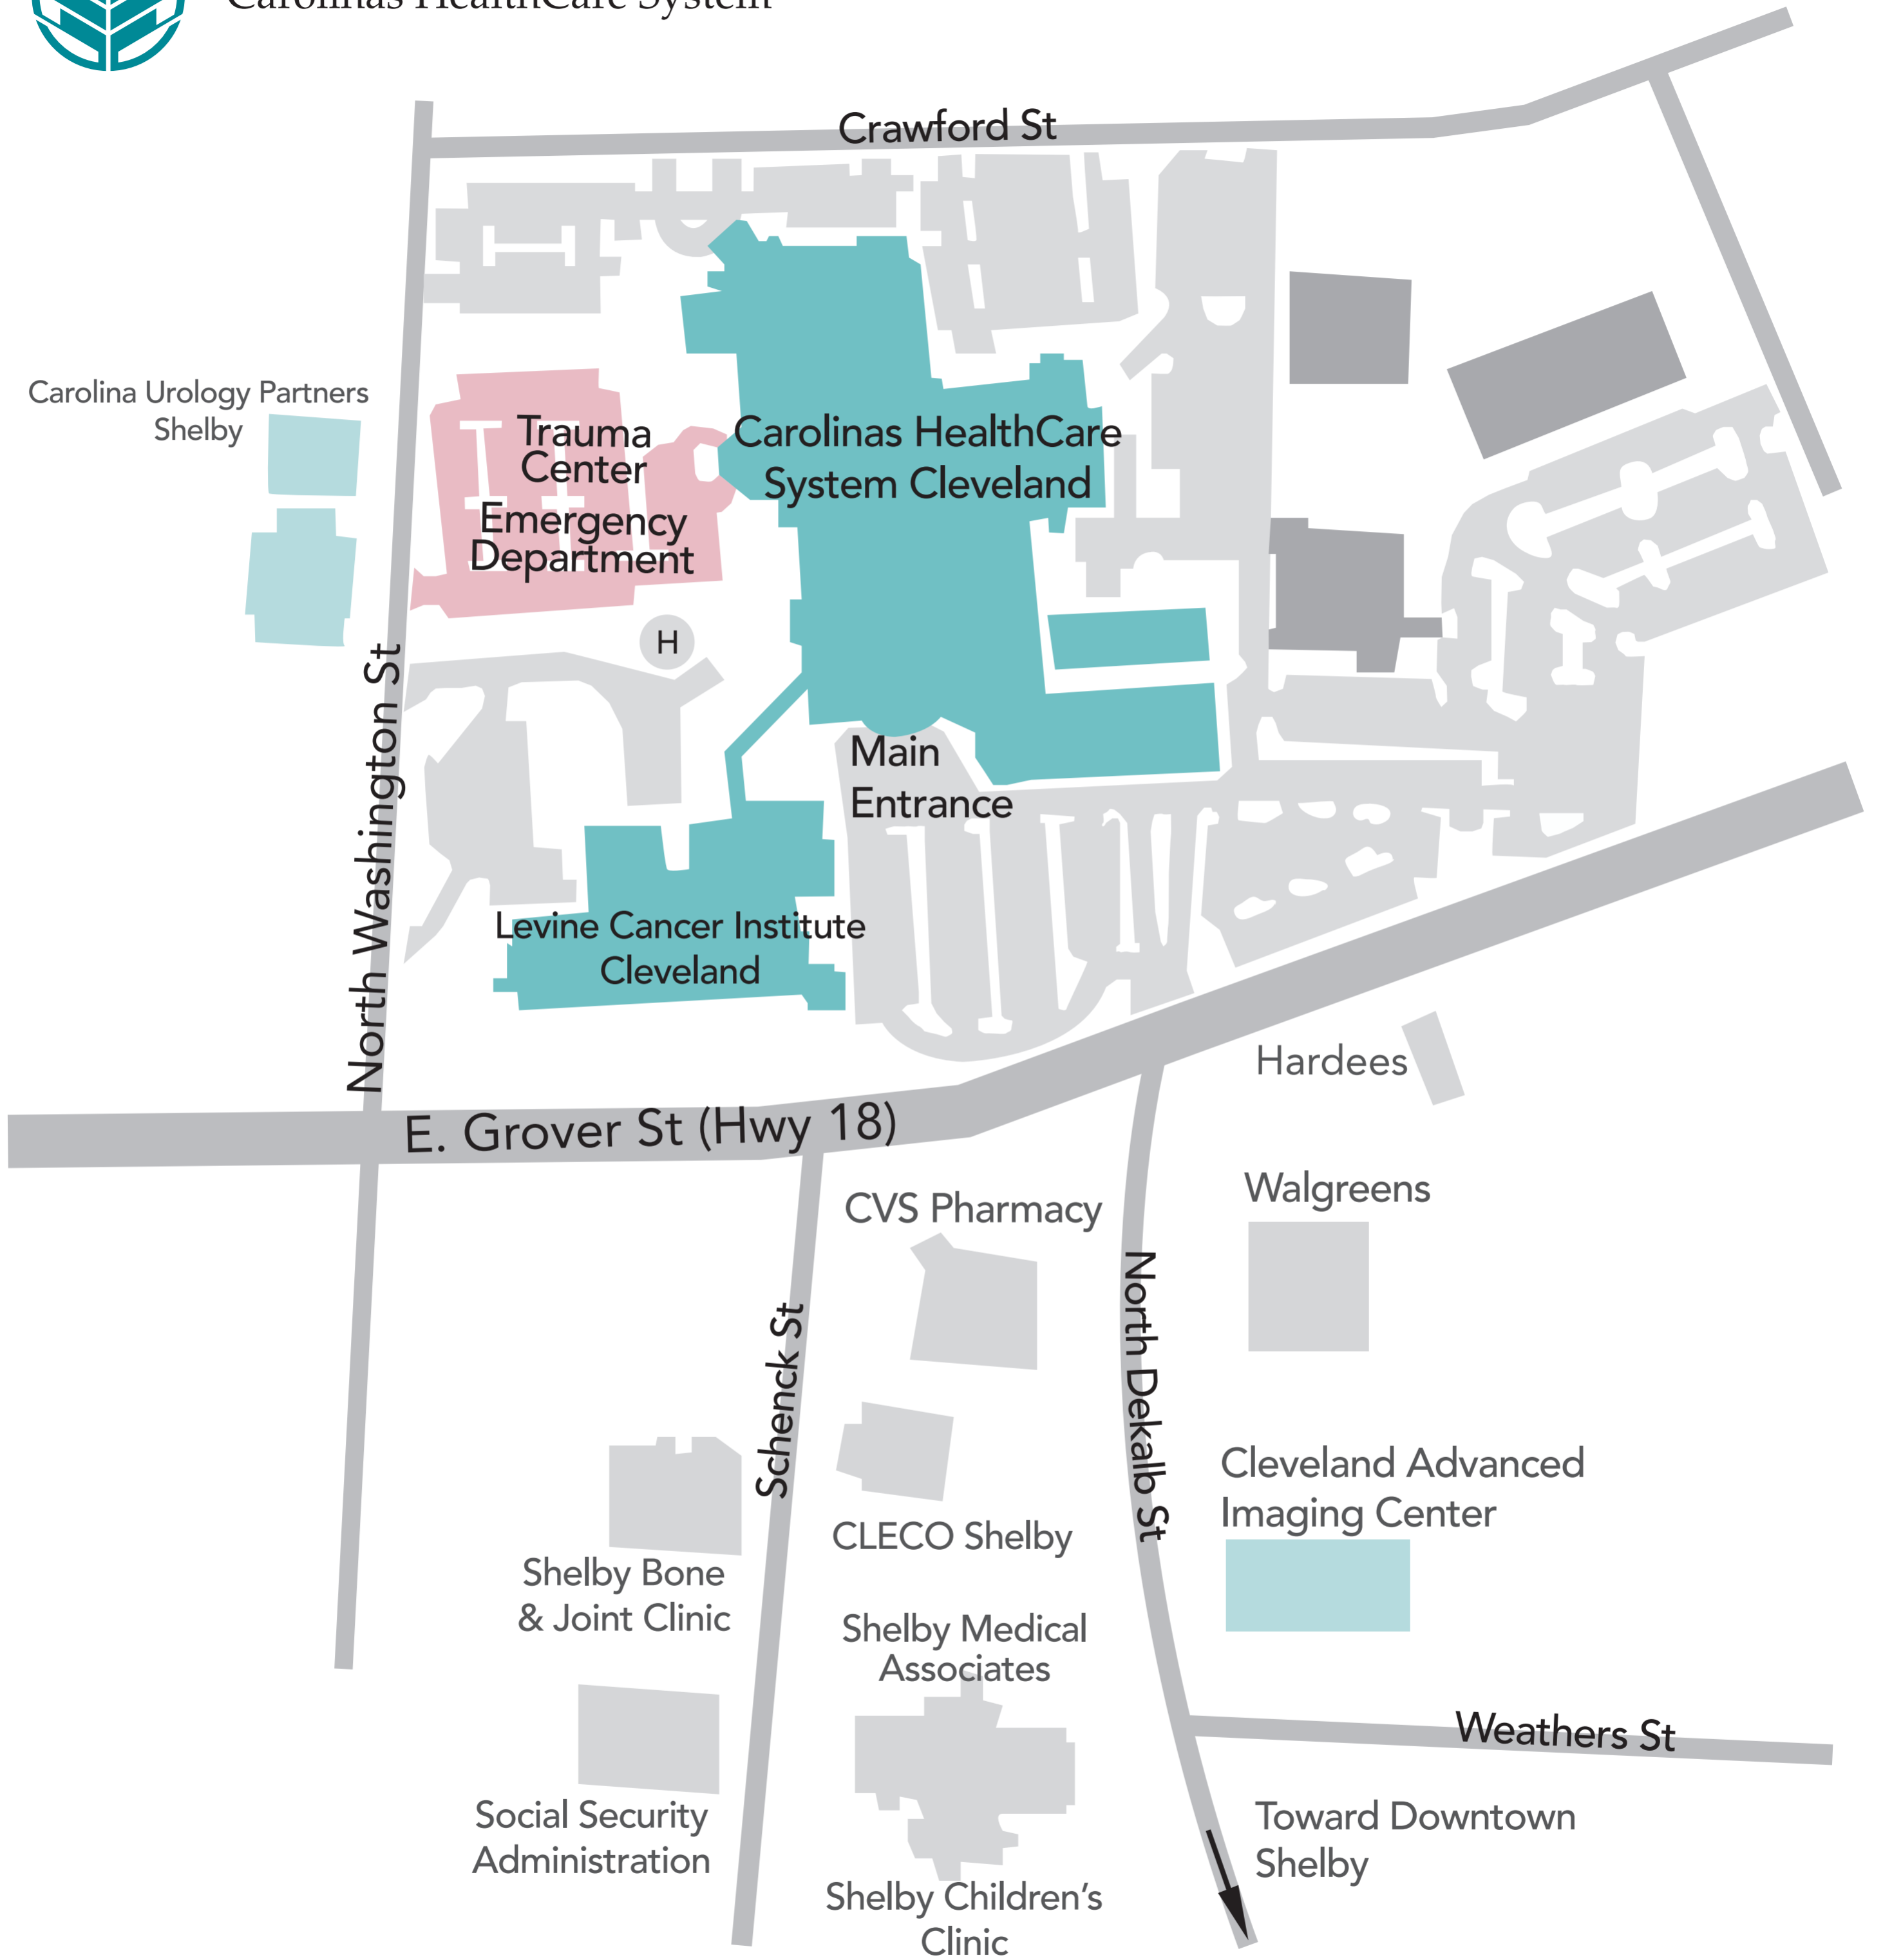 Carolinas HealthCare System
Crawford St
Carolina Urology Partners
Shelby
Trauma
Center
Emergency
Department
Carolinas HealthCare
System Cleveland
H
North Washington St
Main
Entrance
Levine Cancer Institute
Cleveland
Hardees
E. Grover St (Hwy 18)
CVS Pharmacy
Walgreens
Schenck St
North Dekalb St
Cleveland Advanced
Imaging Center
CLECO Shelby
Shelby Bone
& Joint Clinic
Shelby Medical
Associates
Weathers St
Social Security
Administration
Toward Downtown
Shelby
Shelby Children's
Clinic